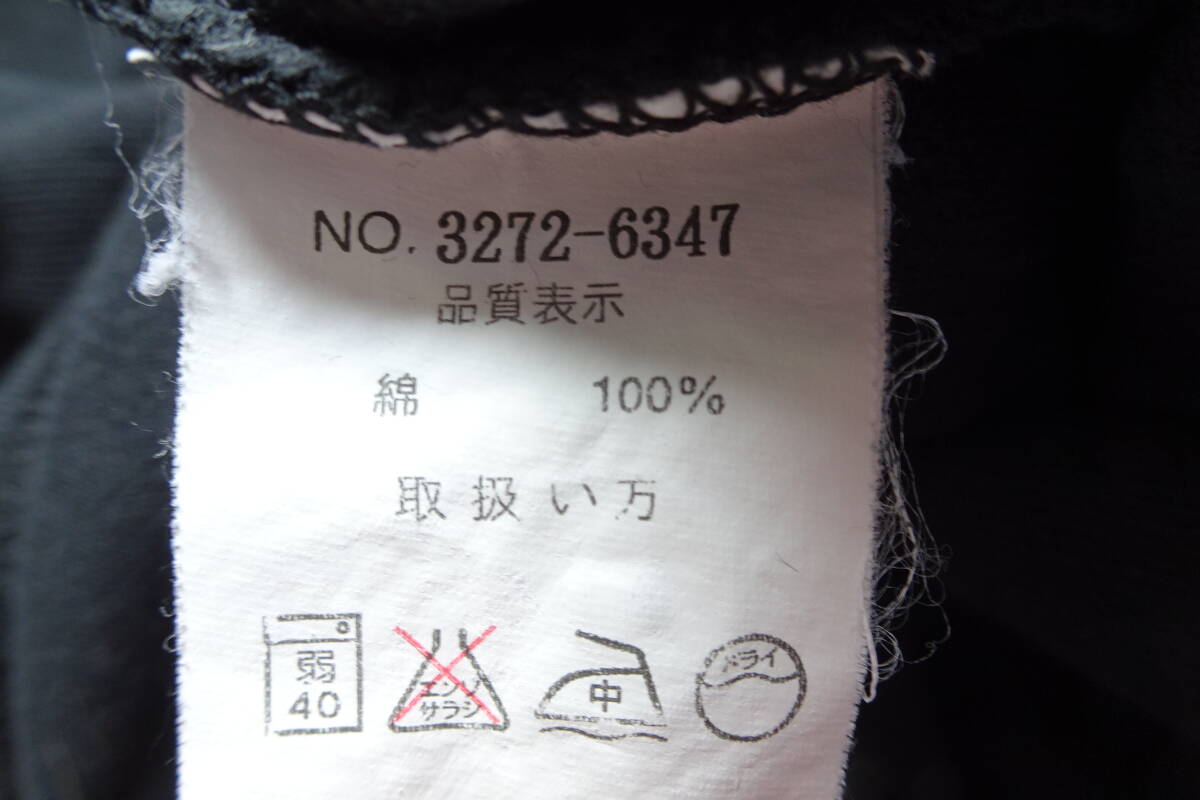 NO. 3272-6347
品質表示
綿 100%
取扱い方
弱
40
エンソ
サラシ
中
ドライ